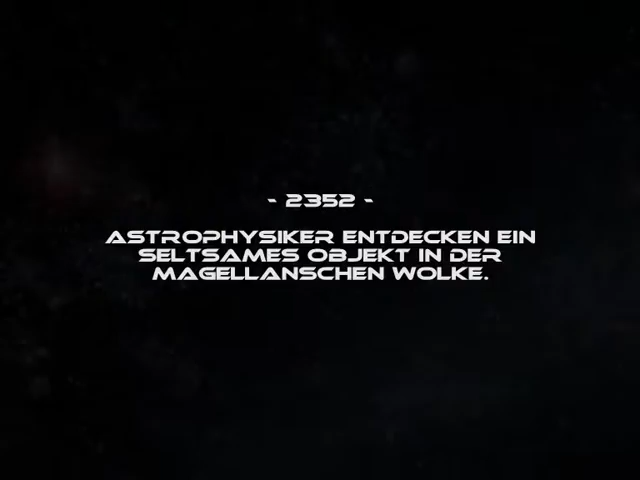 - 2352 -
ASTROPHYSIKER ENTDECKEN EIN
SELTSAMES OBJEKT IN DER
MAGELLANSCHEN WOLKE.